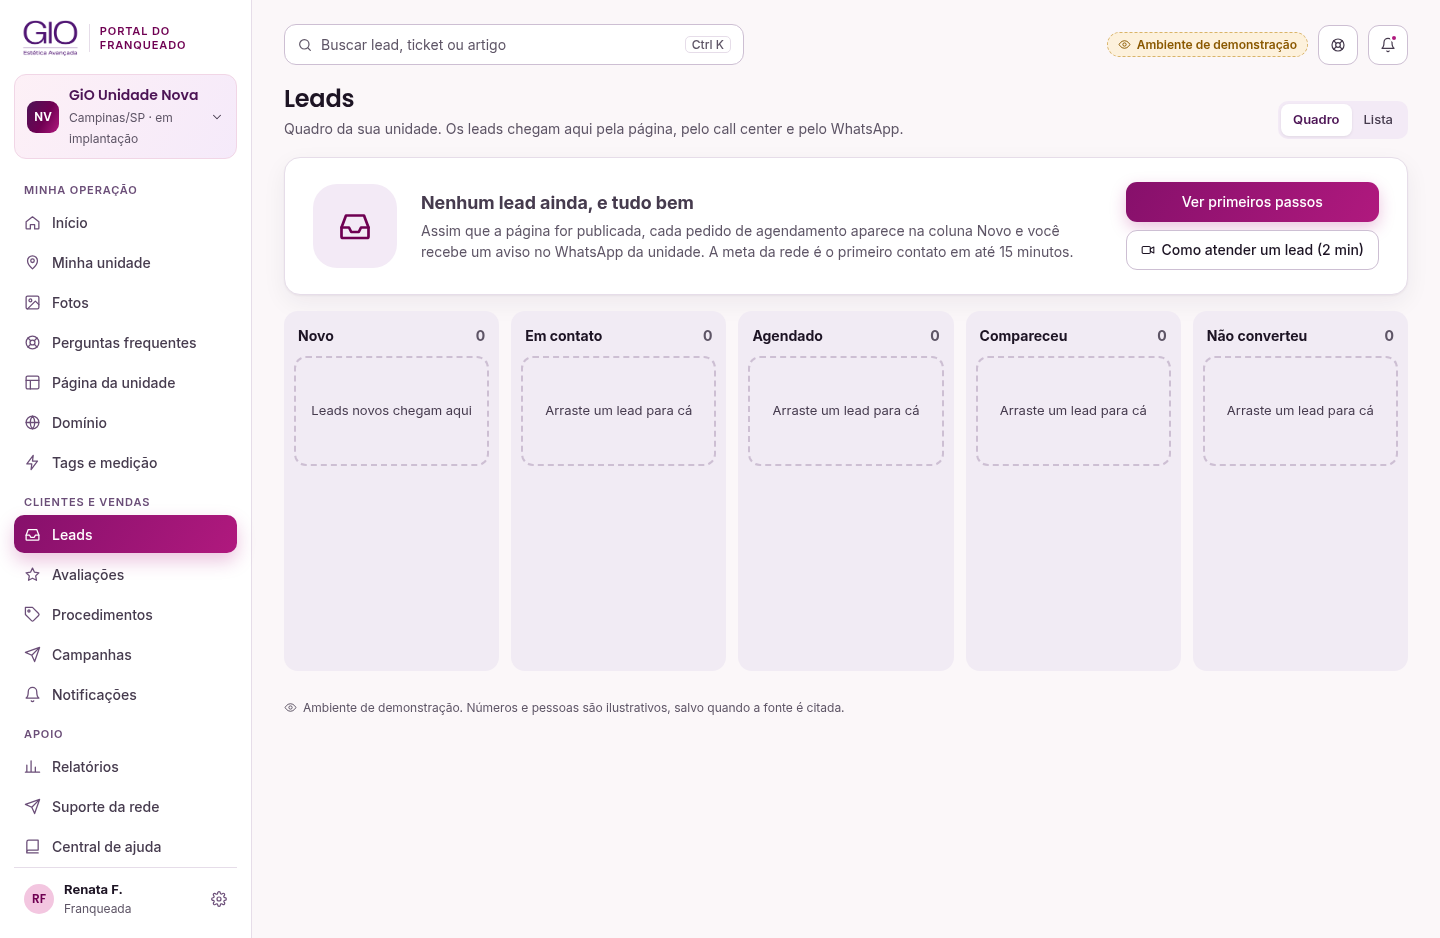 GIO
Estética Avançada
PORTAL DO
FRANQUEADO
NV
GiO Unidade Nova
Campinas/SP · em
implantação
MINHA OPERAÇÃO
Início
Minha unidade
Fotos
Perguntas frequentes
Página da unidade
Domínio
Tags e medição
CLIENTES E VENDAS
Leads
Avaliações
Procedimentos
Campanhas
Notificações
APOIO
Relatórios
Suporte da rede
Central de ajuda
RF
Renata F.
Franqueada
Buscar lead, ticket ou artigo
Ctrl K
Ambiente de demonstração
Leads
Quadro da sua unidade. Os leads chegam aqui pela página, pelo call center e pelo WhatsApp.
Quadro
Lista
Nenhum lead ainda, e tudo bem
Assim que a página for publicada, cada pedido de agendamento aparece na coluna Novo e você
recebe um aviso no WhatsApp da unidade. A meta da rede é o primeiro contato em até 15 minutos.
Ver primeiros passos
Como atender um lead (2 min)
Novo 0
Leads novos chegam aqui
Em contato 0
Arraste um lead para cá
Agendado 0
Arraste um lead para cá
Compareceu 0
Arraste um lead para cá
Não converteu 0
Arraste um lead para cá
Ambiente de demonstração. Números e pessoas são ilustrativos, salvo quando a fonte é citada.